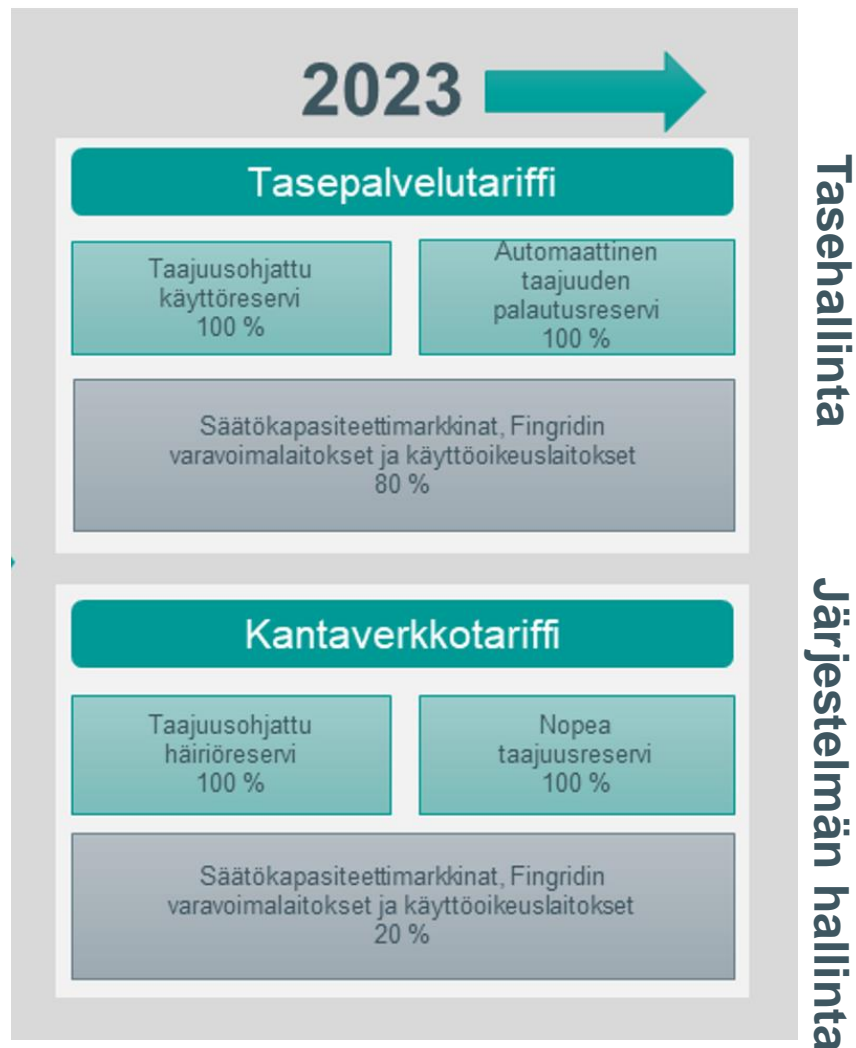 2023
Tasepalvelutariffi
Taajuusohjattu
käyttöreservi
100 %
Automaattinen
taajuuden
palautusreservi
100 %
Säätökapasiteettimarkkinat, Fingridin
varavoimalaitokset ja käyttöoikeuslaitokset
80 %
Tasehallinta
Kantaverkkotariffi
Taajuusohjattu
häiriöreservi
100 %
Nopea
taajuusreservi
100 %
Säätökapasiteettimarkkinat, Fingridin
varavoimalaitokset ja käyttöoikeuslaitokset
20 %
Järjestelmän hallinta